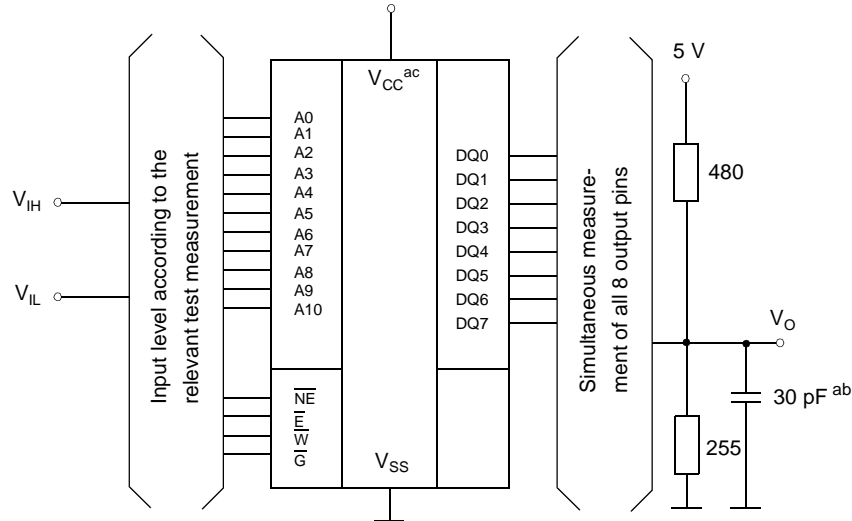 V_IH
V_IL
Input level according to the
relevant test measurement
V_CC^ac
A0
A1
A2
A3
A4
A5
A6
A7
A8
A9
A10
NE
E
W
G
V_SS
DQ0
DQ1
DQ2
DQ3
DQ4
DQ5
DQ6
DQ7
Simultaneous measure-
ment of all 8 output pins
5 V
480
V_O
30 pF^ab
255